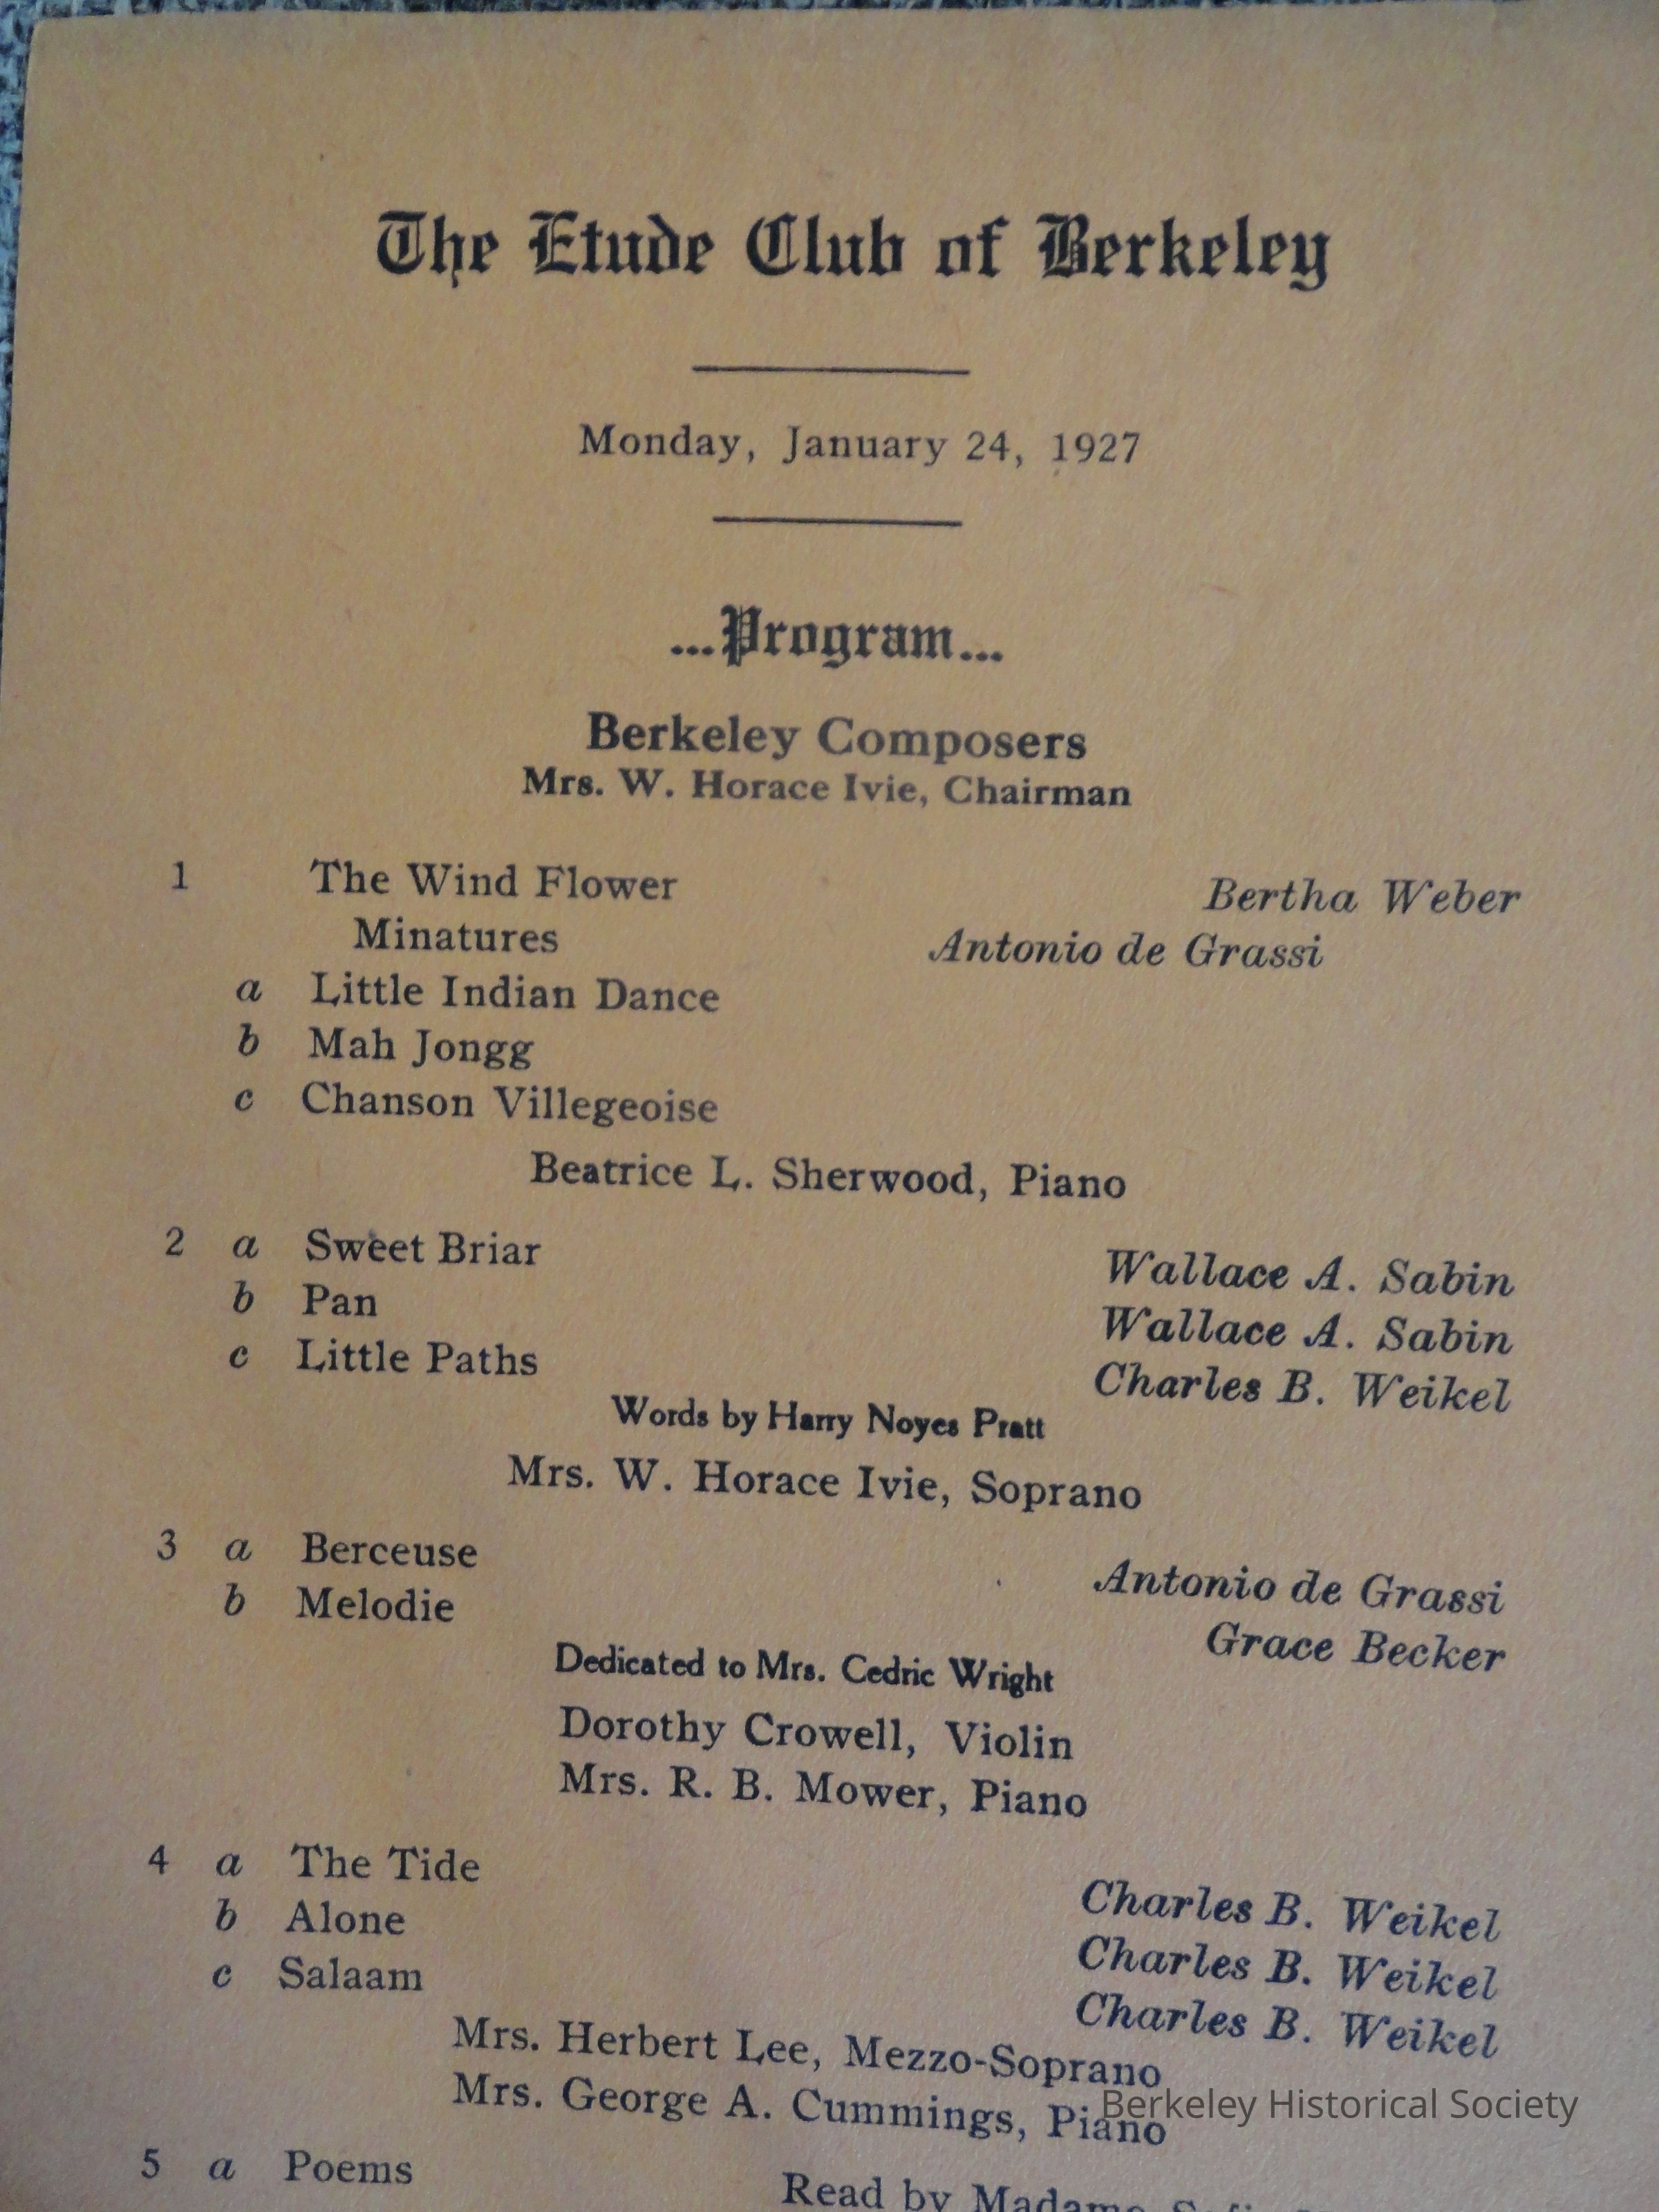 The Etude Club of Berkeley
Monday, January 24, 1927
...Program...
Berkeley Composers
Mrs. W. Horace Ivie, Chairman
1 The Wind Flower Bertha Weber
Minatures Antonio de Grassi
a Little Indian Dance
b Mah Jongg
c Chanson Villegeoise
Beatrice L. Sherwood, Piano
2 a Sweet Briar Wallace A. Sabin
b Pan Wallace A. Sabin
c Little Paths Charles B. Weikel
Words by Harry Noyes Pratt
Mrs. W. Horace Ivie, Soprano
3 a Berceuse Antonio de Grassi
b Melodie Grace Becker
Dedicated to Mrs. Cedric Wright
Dorothy Crowell, Violin
Mrs. R. B. Mower, Piano
4 a The Tide Charles B. Weikel
b Alone Charles B. Weikel
c Salaam Charles B. Weikel
Mrs. Herbert Lee, Mezzo-Soprano
Mrs. George A. Cummings, Piano
Berkeley Historical Society
5 a Poems
Read by Madame